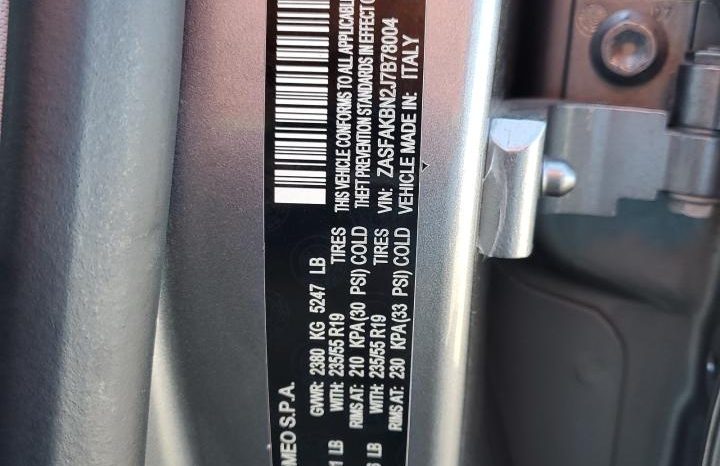 MEO S.P.A.
GVWR: 2380 KG 5247 LB
WITH: 235/55 R19 TIRES
RIMS AT: 210 KPA(30 PSI) COLD
LB WITH: 235/55 R19 TIRES
LB RIMS AT: 230 KPA(33 PSI) COLD
THIS VEHICLE CONFORMS TO ALL APPLICABL
THEFT PREVENTION STANDARDS IN EFFECT
VIN: ZASFAKBN2J7B78004
VEHICLE MADE IN: ITALY